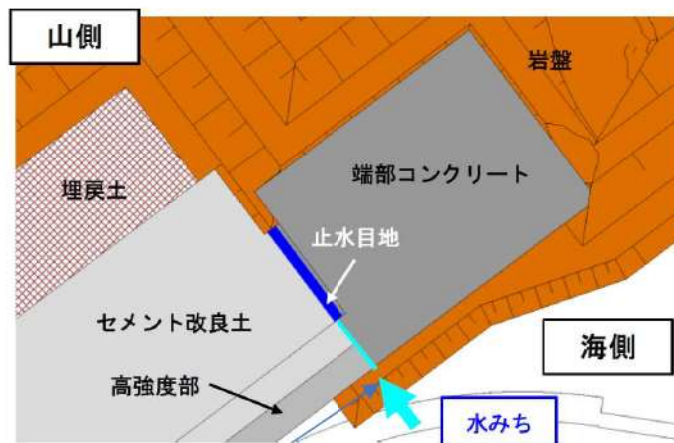 山側
岩盤
端部コンクリート
埋戻土
止水目地
セメント改良土
海側
高強度部
水みち